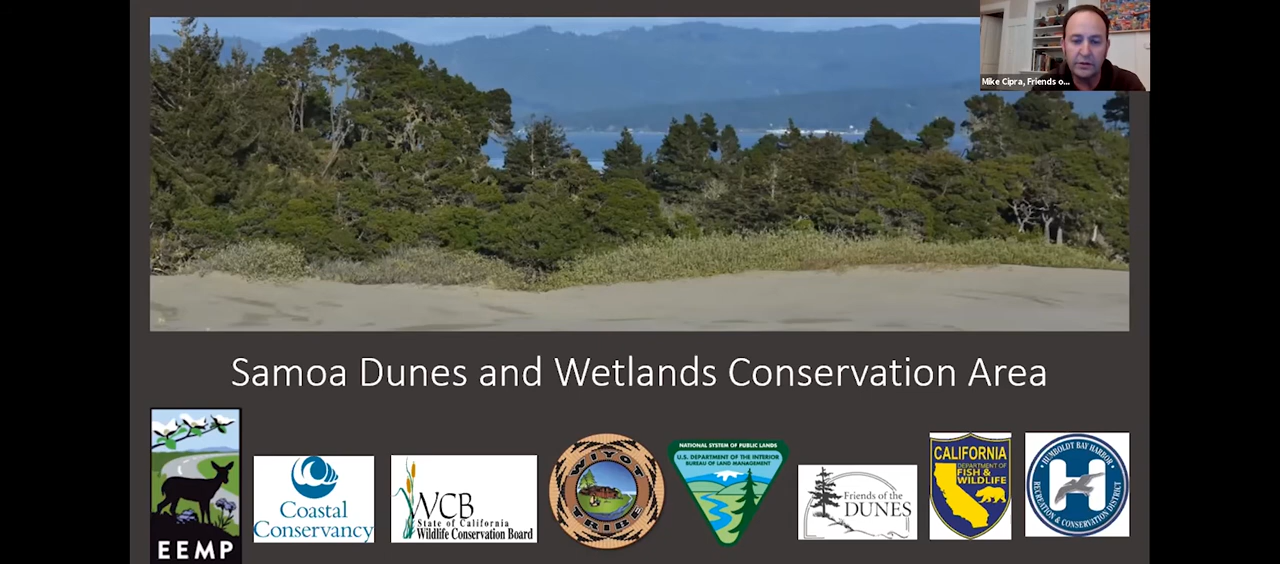 Mike Cipra, Friends o...
Samoa Dunes and Wetlands Conservation Area
EEMP
Coastal
Conservancy
WCB
State of California
Wildlife Conservation Board
WIYOT
TRIBE
NATIONAL SYSTEM OF PUBLIC LANDS
U.S. DEPARTMENT OF THE INTERIOR
BUREAU OF LAND MANAGEMENT
Friends of the
DUNES
CALIFORNIA
DEPARTMENT OF
FISH &
WILDLIFE
HUMBOLDT BAY HARBOR
H
RECREATION & CONSERVATION DISTRICT